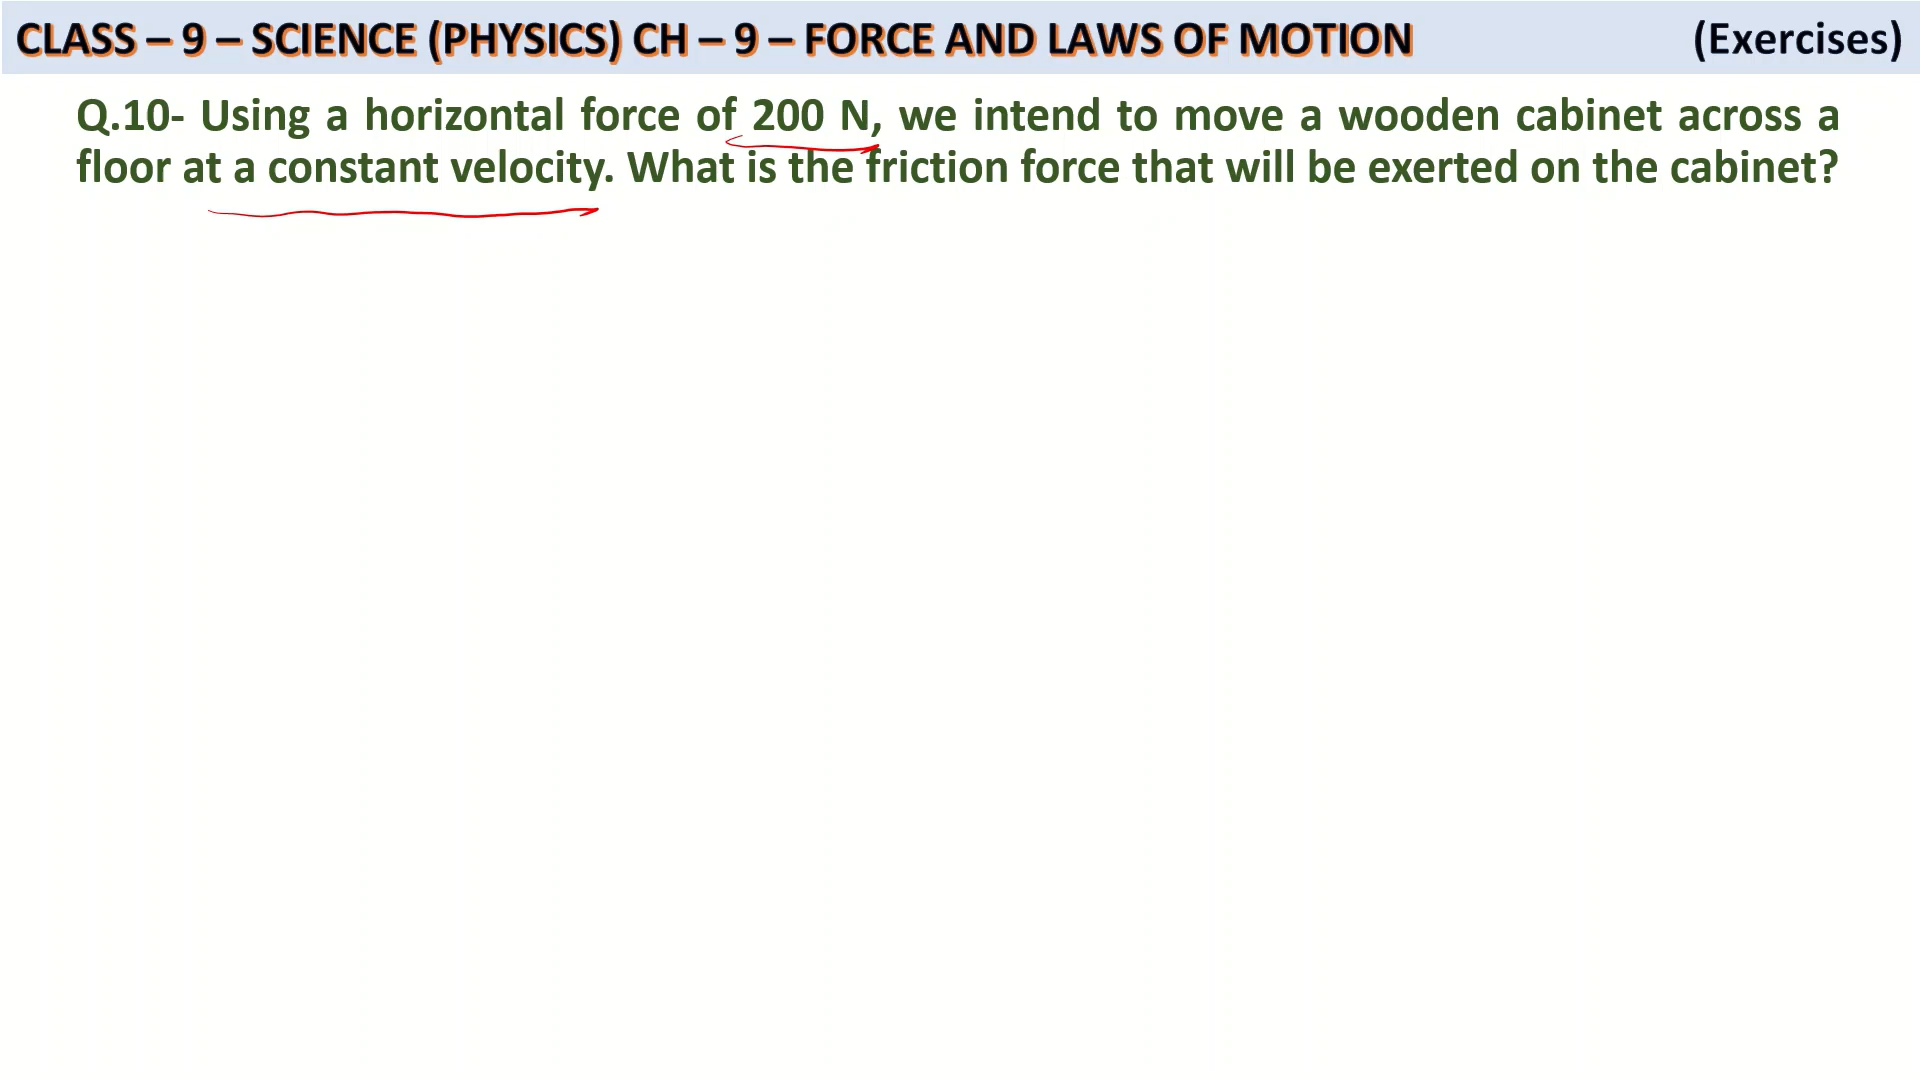 CLASS – 9 – SCIENCE (PHYSICS) CH – 9 – FORCE AND LAWS OF MOTION (Exercises)
Q.10- Using a horizontal force of 200 N, we intend to move a wooden cabinet across a
floor at a constant velocity. What is the friction force that will be exerted on the cabinet?